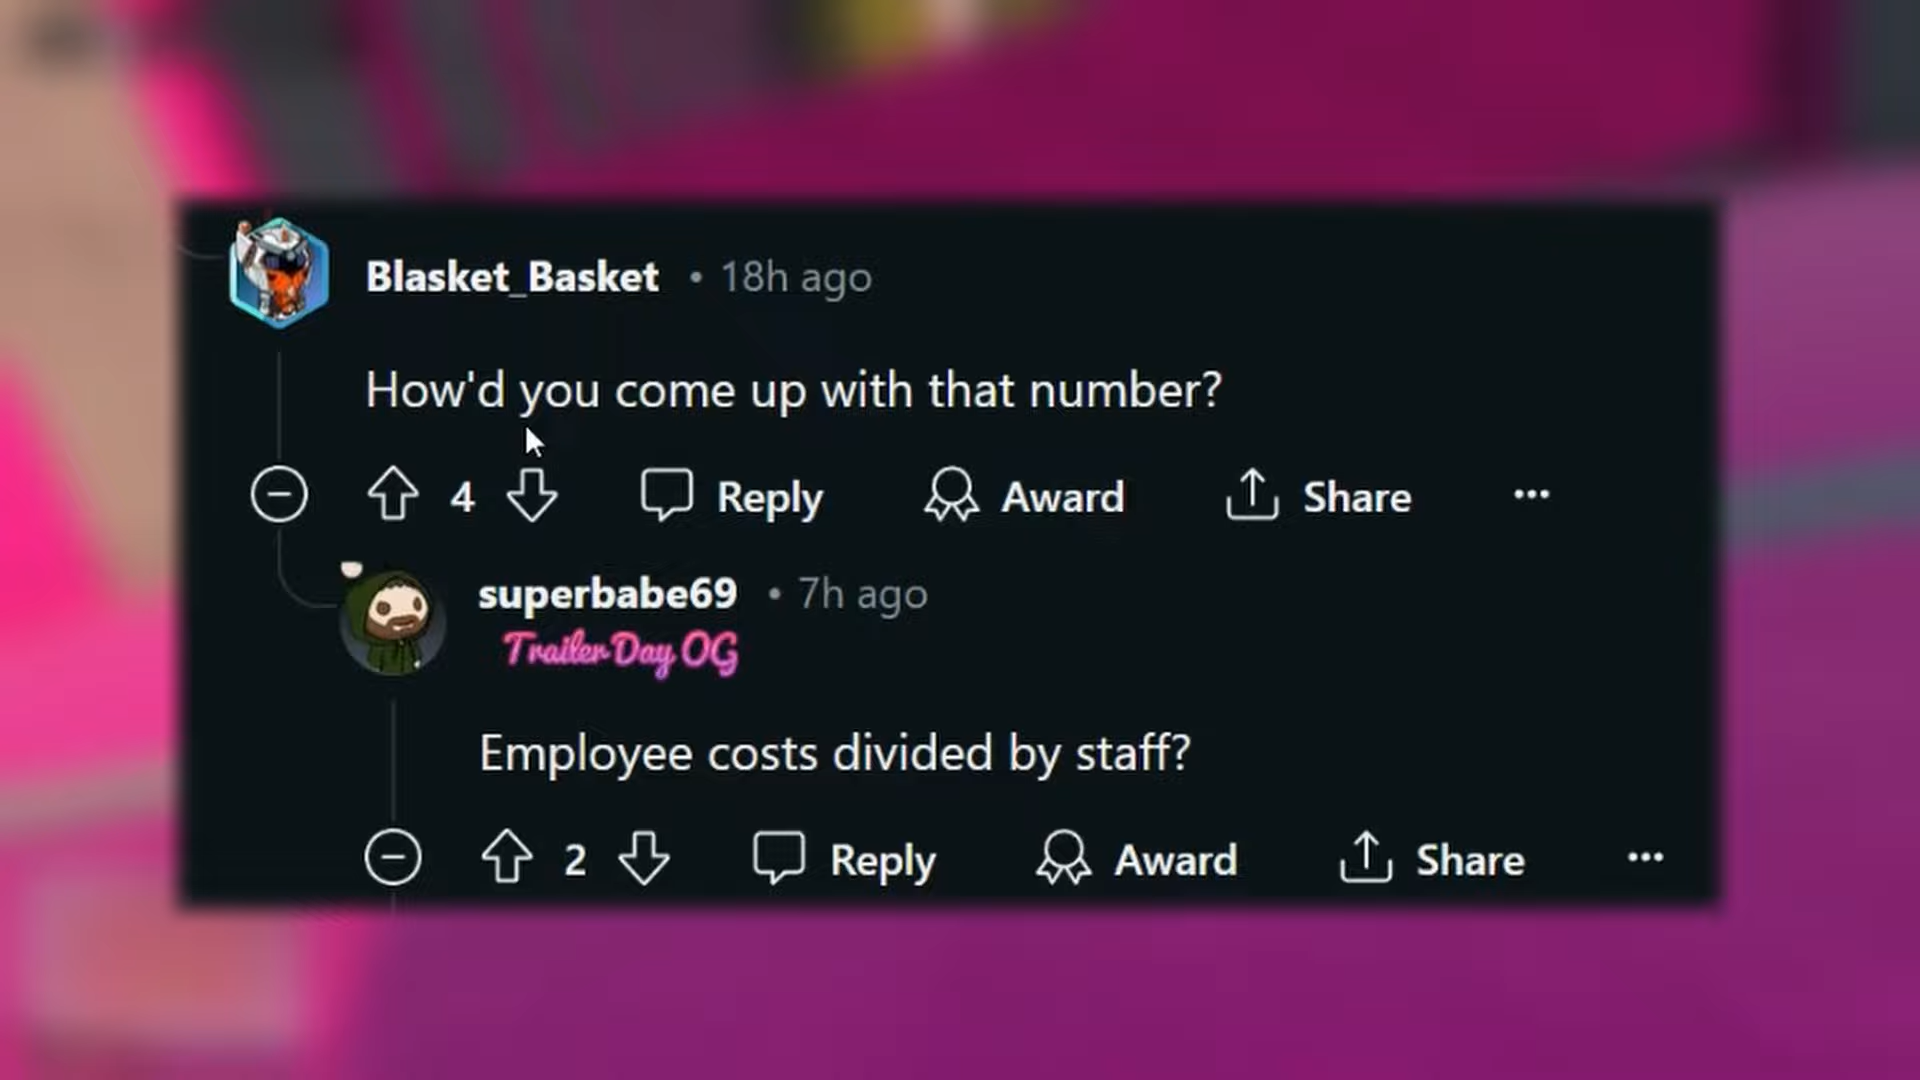 Blasket_Basket • 18h ago
How'd you come up with that number?
4 Reply Award Share ...
superbabe69 • 7h ago
Trailer Day OG
Employee costs divided by staff?
2 Reply Award Share ...